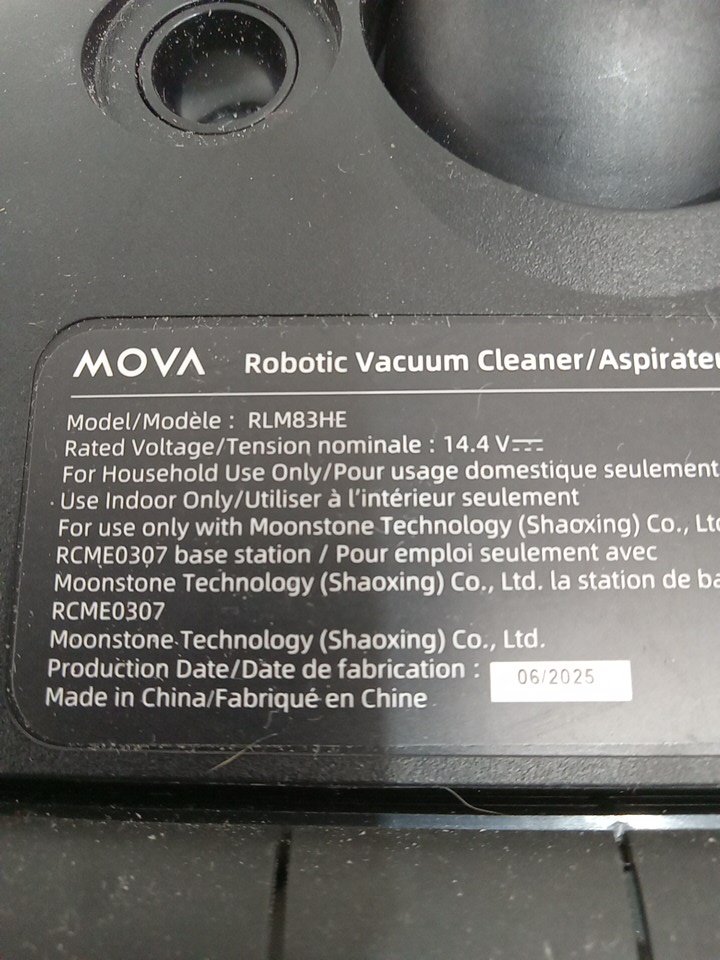 MOVA Robotic Vacuum Cleaner/Aspirateu
Model/Modèle : RLM83HE
Rated Voltage/Tension nominale : 14.4 V⎓
For Household Use Only/Pour usage domestique seulement
Use Indoor Only/Utiliser à l'intérieur seulement
For use only with Moonstone Technology (Shaoxing) Co., Ltd
RCME0307 base station / Pour emploi seulement avec
Moonstone Technology (Shaoxing) Co., Ltd. la station de ba
RCME0307
Moonstone Technology (Shaoxing) Co., Ltd.
Production Date/Date de fabrication : 06/2025
Made in China/Fabriqué en Chine